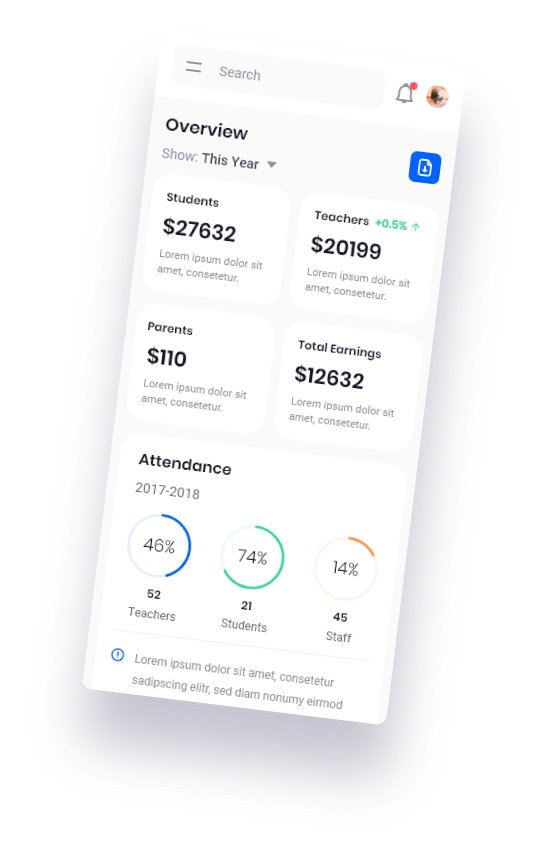 Search
Overview
Show: This Year
Students
$27632
Lorem ipsum dolor sit
amet, consetetur.
Teachers +0.5% ↑
$20199
Lorem ipsum dolor sit
amet, consetetur.
Parents
$110
Lorem ipsum dolor sit
amet, consetetur.
Total Earnings
$12632
Lorem ipsum dolor sit
amet, consetetur.
Attendance
2017-2018
46%
74%
14%
52
Teachers
21
Students
45
Staff
Lorem ipsum dolor sit amet, consetetur
sadipscing elitr, sed diam nonumy eirmod